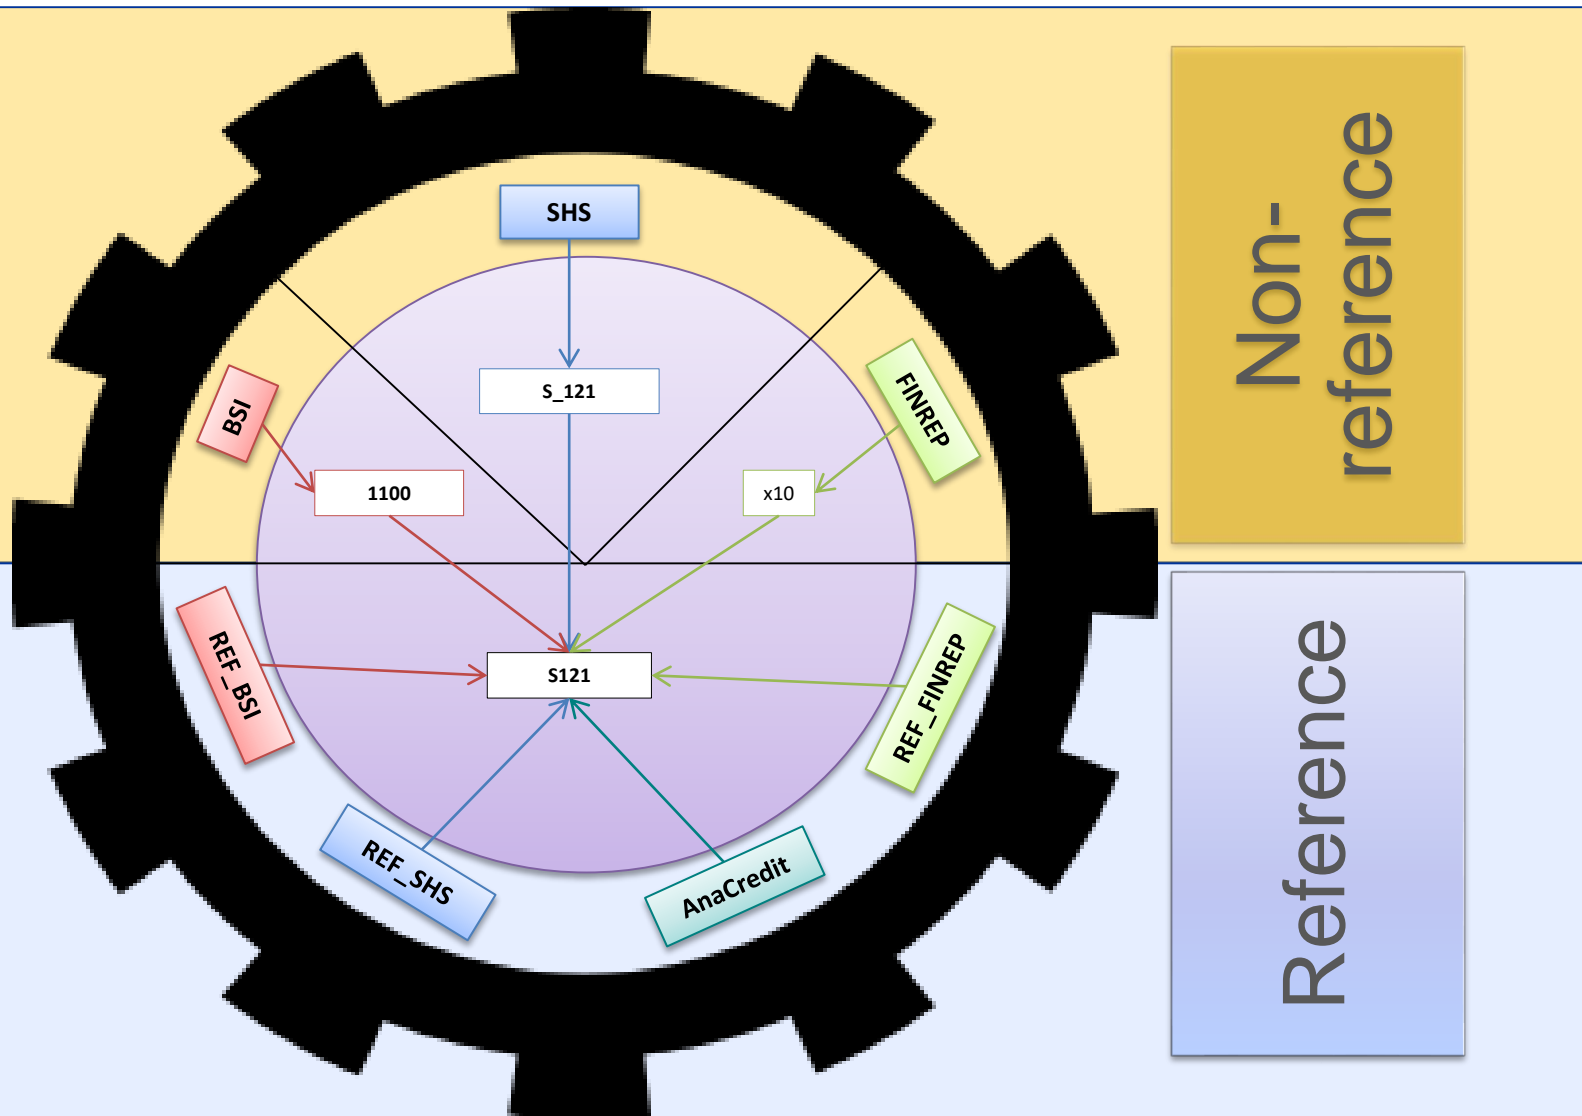 SHS
Non-
reference
S_121
BSI
FINREP
1100
x10
REF_BSI
S121
REF_FINREP
Reference
REF_SHS
AnaCredit